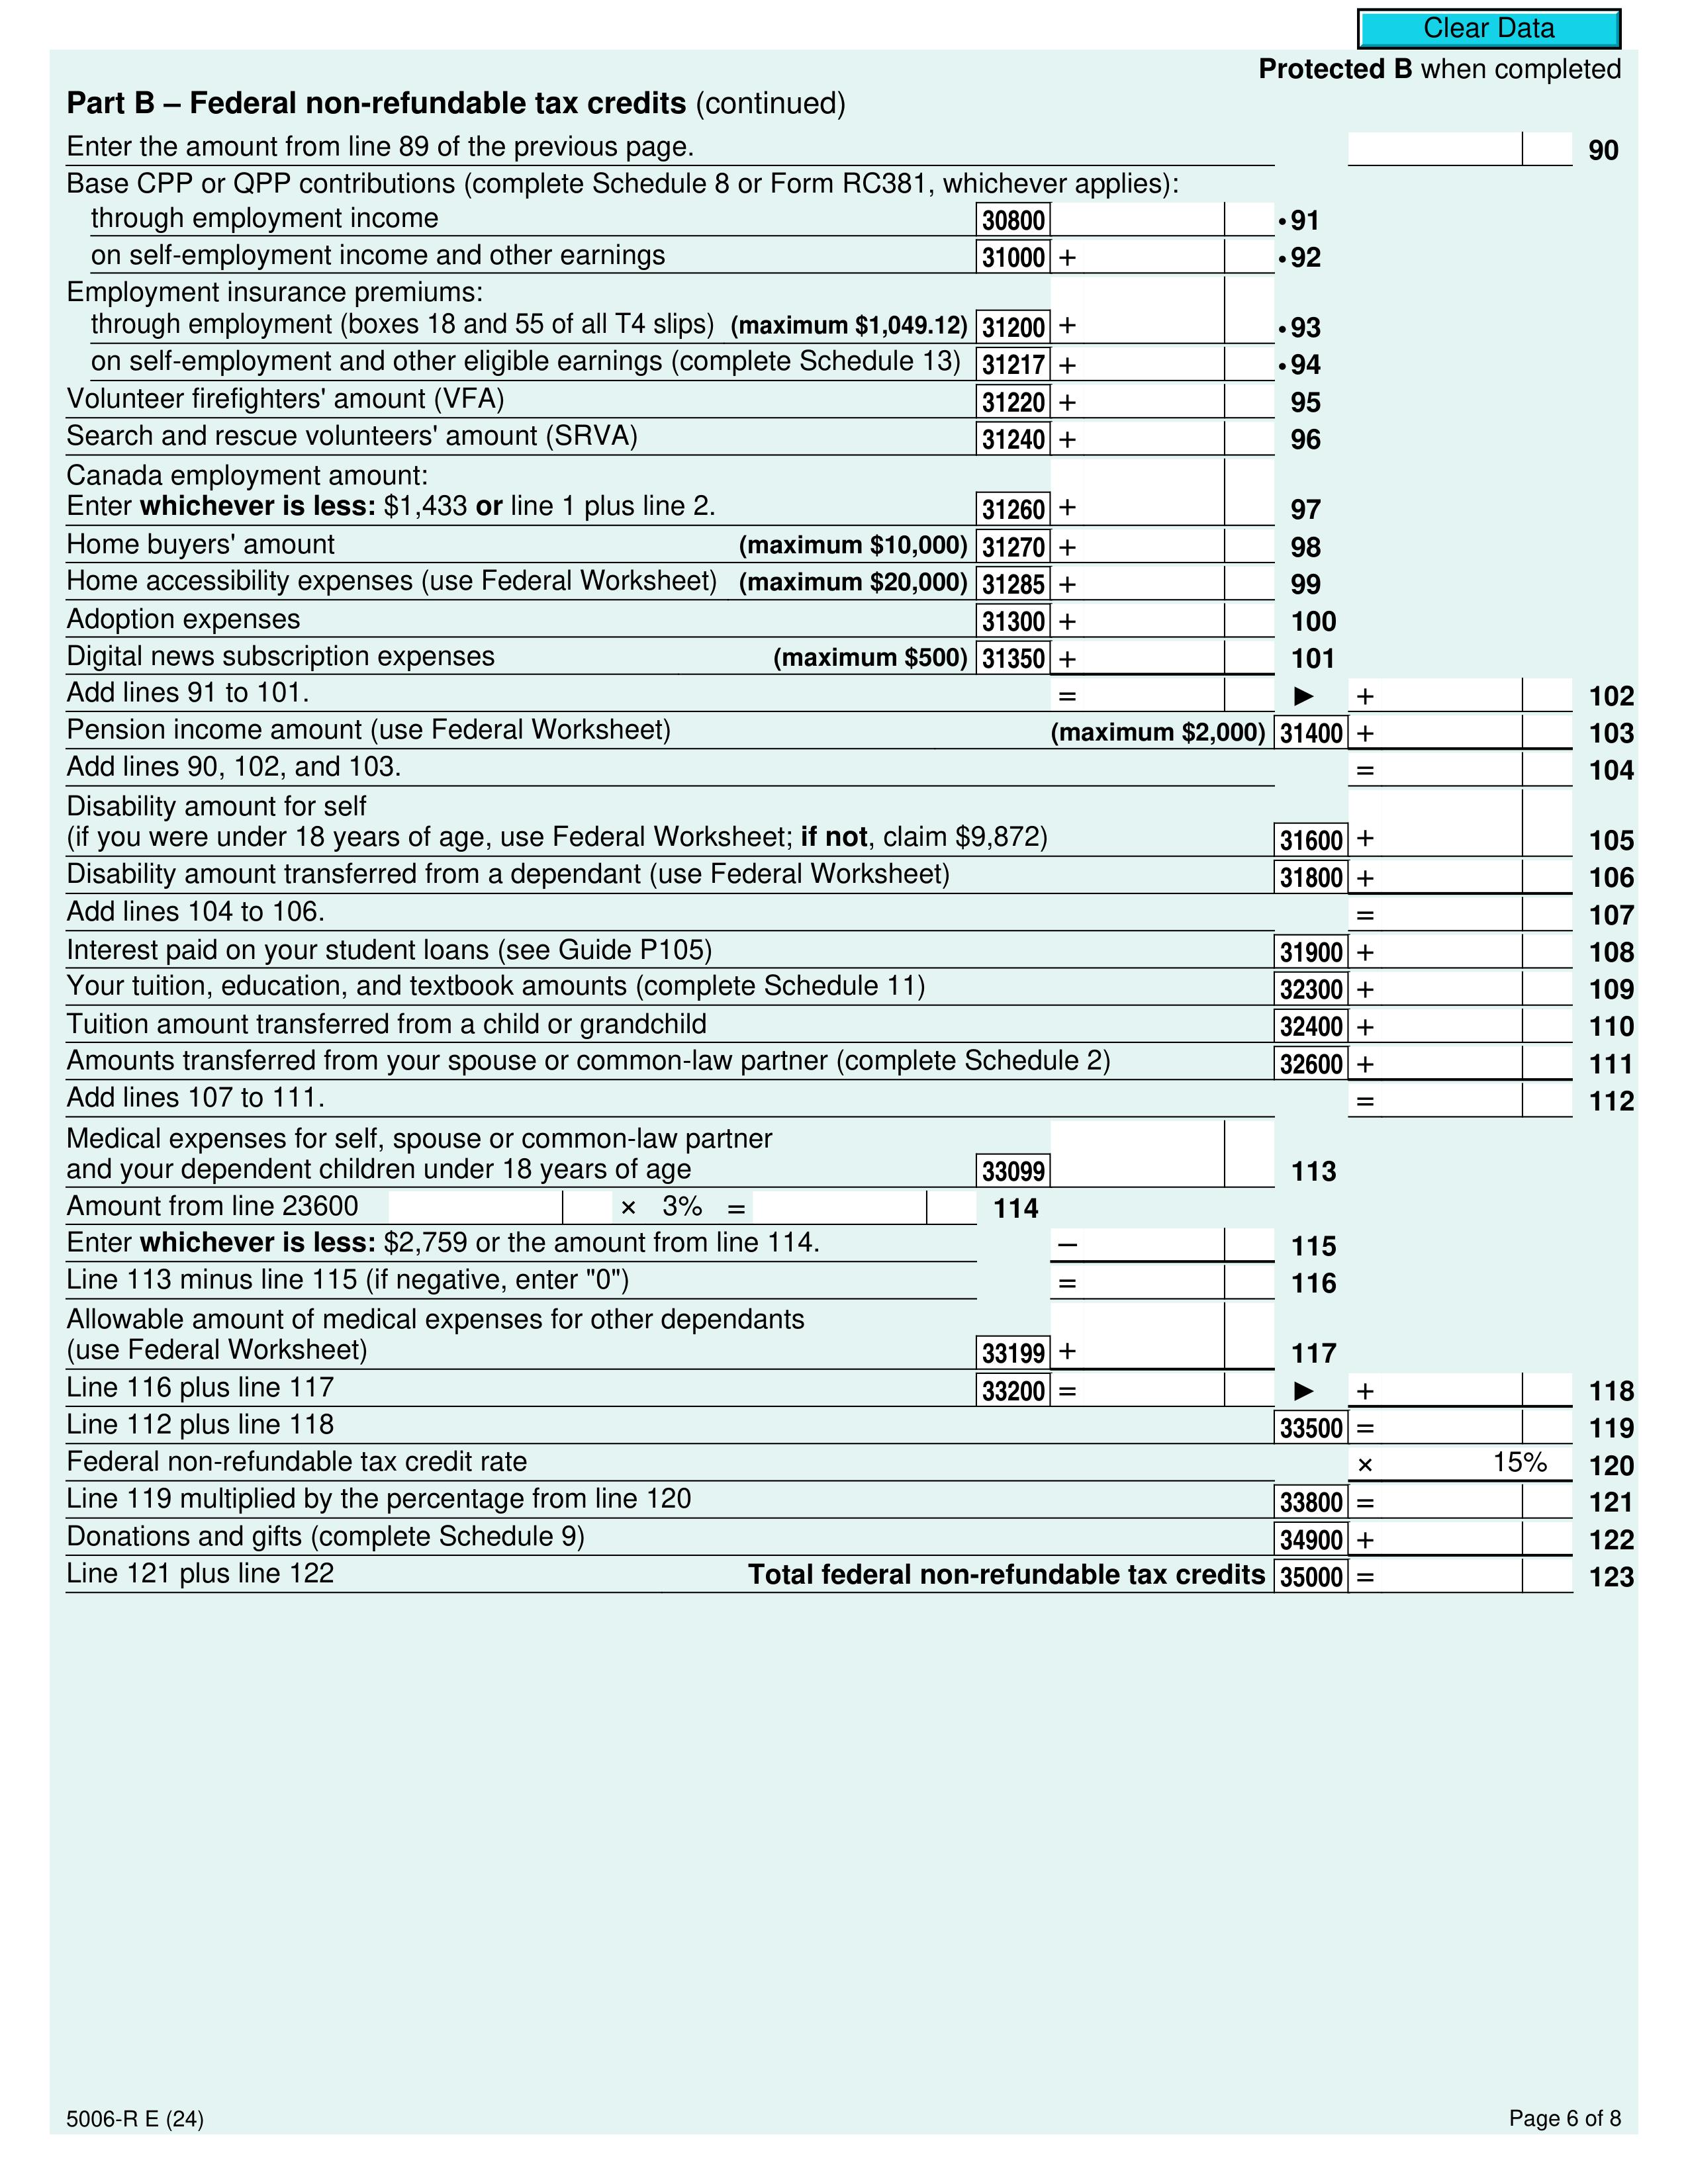 Clear Data
Protected B when completed
Part B – Federal non-refundable tax credits (continued)
Enter the amount from line 89 of the previous page. 90
Base CPP or QPP contributions (complete Schedule 8 or Form RC381, whichever applies):
through employment income 30800 •91
on self-employment income and other earnings 31000 + •92
Employment insurance premiums:
through employment (boxes 18 and 55 of all T4 slips) (maximum $1,049.12) 31200 + •93
on self-employment and other eligible earnings (complete Schedule 13) 31217 + •94
Volunteer firefighters' amount (VFA) 31220 + 95
Search and rescue volunteers' amount (SRVA) 31240 + 96
Canada employment amount:
Enter whichever is less: $1,433 or line 1 plus line 2. 31260 + 97
Home buyers' amount (maximum $10,000) 31270 + 98
Home accessibility expenses (use Federal Worksheet) (maximum $20,000) 31285 + 99
Adoption expenses 31300 + 100
Digital news subscription expenses (maximum $500) 31350 + 101
Add lines 91 to 101. = ► + 102
Pension income amount (use Federal Worksheet) (maximum $2,000) 31400 + 103
Add lines 90, 102, and 103. = 104
Disability amount for self
(if you were under 18 years of age, use Federal Worksheet; if not, claim $9,872) 31600 + 105
Disability amount transferred from a dependant (use Federal Worksheet) 31800 + 106
Add lines 104 to 106. = 107
Interest paid on your student loans (see Guide P105) 31900 + 108
Your tuition, education, and textbook amounts (complete Schedule 11) 32300 + 109
Tuition amount transferred from a child or grandchild 32400 + 110
Amounts transferred from your spouse or common-law partner (complete Schedule 2) 32600 + 111
Add lines 107 to 111. = 112
Medical expenses for self, spouse or common-law partner
and your dependent children under 18 years of age 33099 113
Amount from line 23600 × 3% = 114
Enter whichever is less: $2,759 or the amount from line 114. – 115
Line 113 minus line 115 (if negative, enter "0") = 116
Allowable amount of medical expenses for other dependants
(use Federal Worksheet) 33199 + 117
Line 116 plus line 117 33200 = ► + 118
Line 112 plus line 118 33500 = 119
Federal non-refundable tax credit rate × 15% 120
Line 119 multiplied by the percentage from line 120 33800 = 121
Donations and gifts (complete Schedule 9) 34900 + 122
Line 121 plus line 122 Total federal non-refundable tax credits 35000 = 123
5006-R E (24) Page 6 of 8